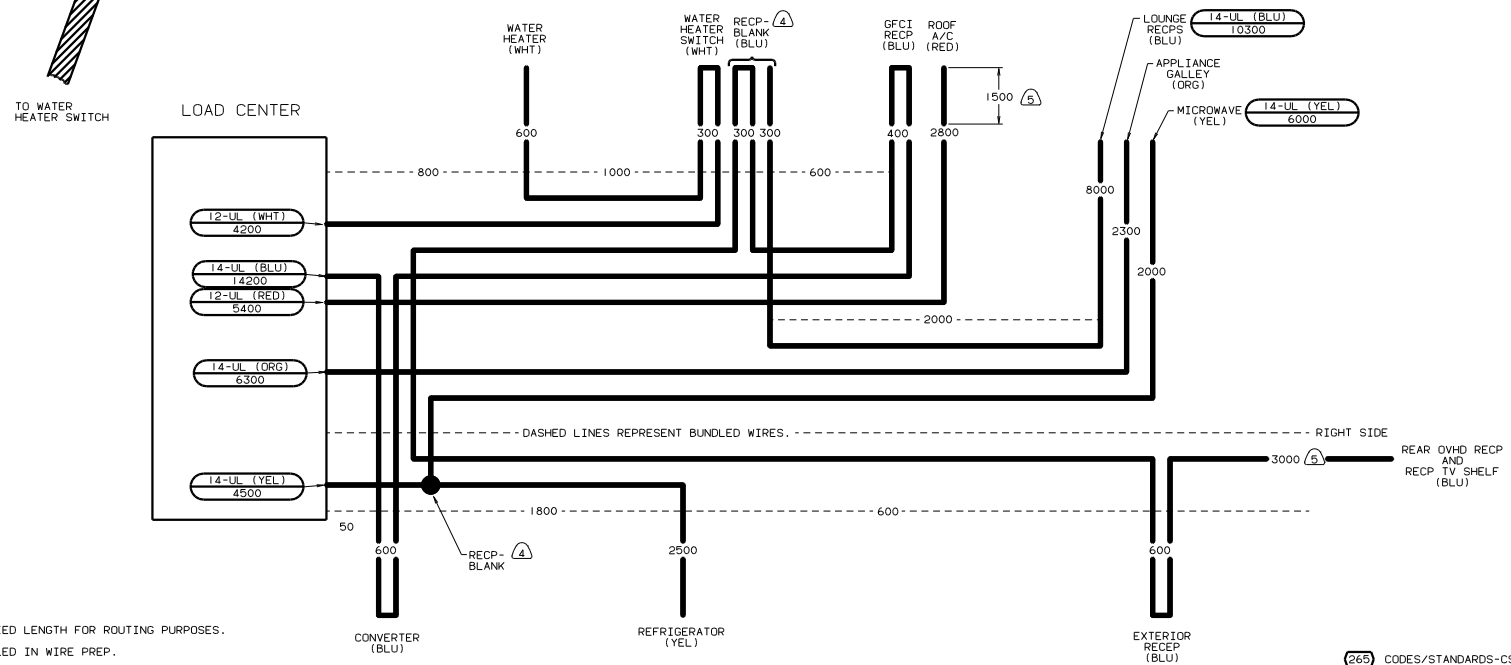 TO WATER
HEATER SWITCH
LOAD CENTER
WATER
HEATER
(WHT)
WATER
HEATER
SWITCH
(WHT)
RECP- 4
BLANK
(BLU)
GFCI
RECP
(BLU)
ROOF
A/C
(RED)
1500 5
LOUNGE
RECPS
(BLU)
14-UL (BLU)
10300
APPLIANCE
GALLEY
(ORG)
MICROWAVE
(YEL)
14-UL (YEL)
6000
600
300
300
300
400
2800
800
1000
600
8000
2300
2000
12-UL (WHT)
4200
14-UL (BLU)
14200
12-UL (RED)
5400
2000
14-UL (ORG)
6300
DASHED LINES REPRESENT BUNDLED WIRES.
RIGHT SIDE
3000 5
REAR OVHD RECP
AND
RECP TV SHELF
(BLU)
14-UL (YEL)
4500
50
1800
600
600
RECP- 4
BLANK
2500
600
CONVERTER
(BLU)
REFRIGERATOR
(YEL)
EXTERIOR
RECEP
(BLU)
ED LENGTH FOR ROUTING PURPOSES.
ED IN WIRE PREP.
265 CODES/STANDARDS-CS